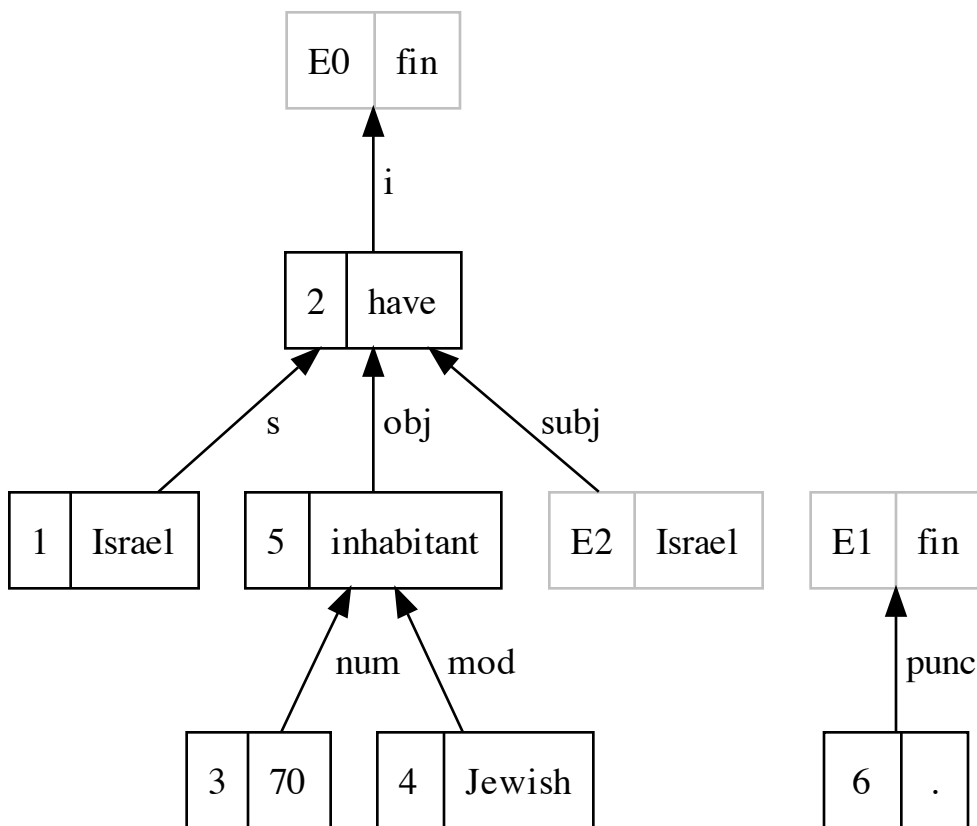 E0 fin
i
2 have
s obj subj
1 Israel 5 inhabitant E2 Israel E1 fin
num mod punc
3 70 4 Jewish 6 .